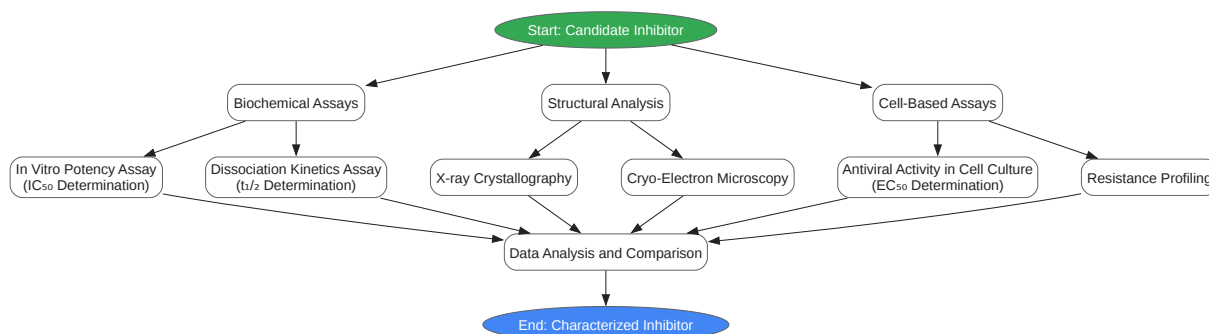 Start: Candidate Inhibitor
Biochemical Assays
Structural Analysis
Cell-Based Assays
In Vitro Potency Assay
(IC₅₀ Determination)
Dissociation Kinetics Assay
(t₁/2 Determination)
X-ray Crystallography
Cryo-Electron Microscopy
Antiviral Activity in Cell Culture
(EC₅₀ Determination)
Resistance Profiling
Data Analysis and Comparison
End: Characterized Inhibitor